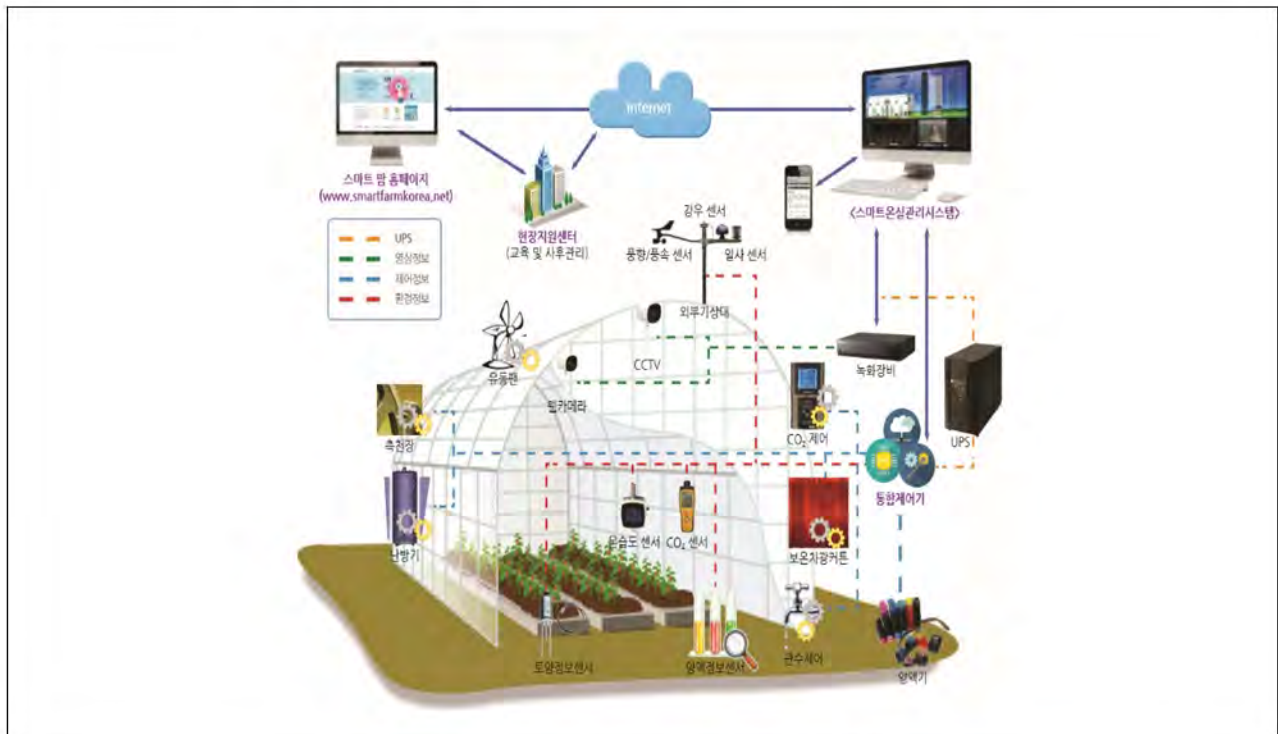 Internet
스마트 팜 홈페이지
(www.smartfarmkorea.net)
현장지원센터
(교육 및 사후관리)
<스마트온실관리시스템>
UPS
영상정보
제어정보
환경정보
강우 센서
풍향/풍속 센서
일사 센서
외부기상대
유동팬
CCTV
웹카메라
녹화장비
UPS
측천장
CO₂ 제어
통합제어기
난방기
온습도 센서
CO₂ 센서
보온차광커튼
토양정보센서
양액정보센서
관수제어
양액기